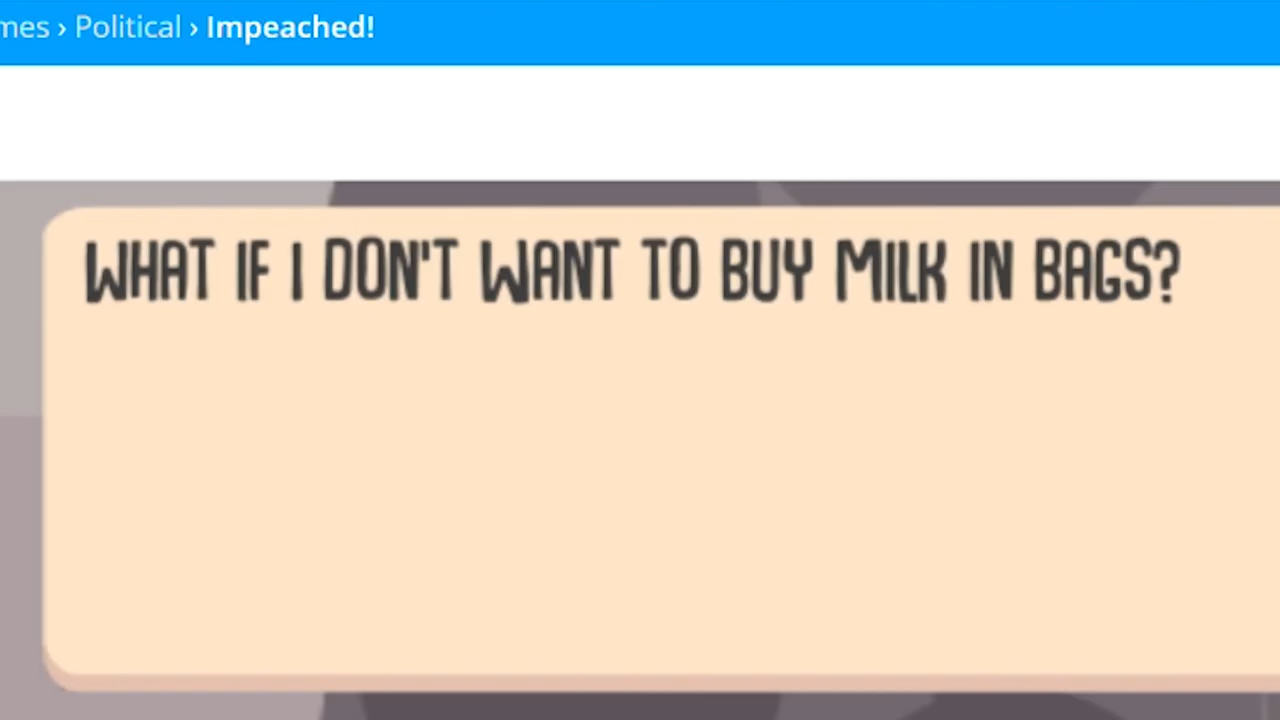 mes › Political › Impeached!
WHAT IF I DON'T WANT TO BUY MILK IN BAGS?